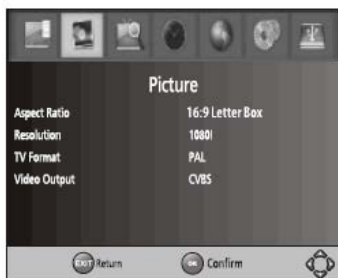 Picture
Aspect Ratio 16:9 Letter Box
Resolution 1080I
TV Format PAL
Video Output CVBS
EXIT Return OK Confirm